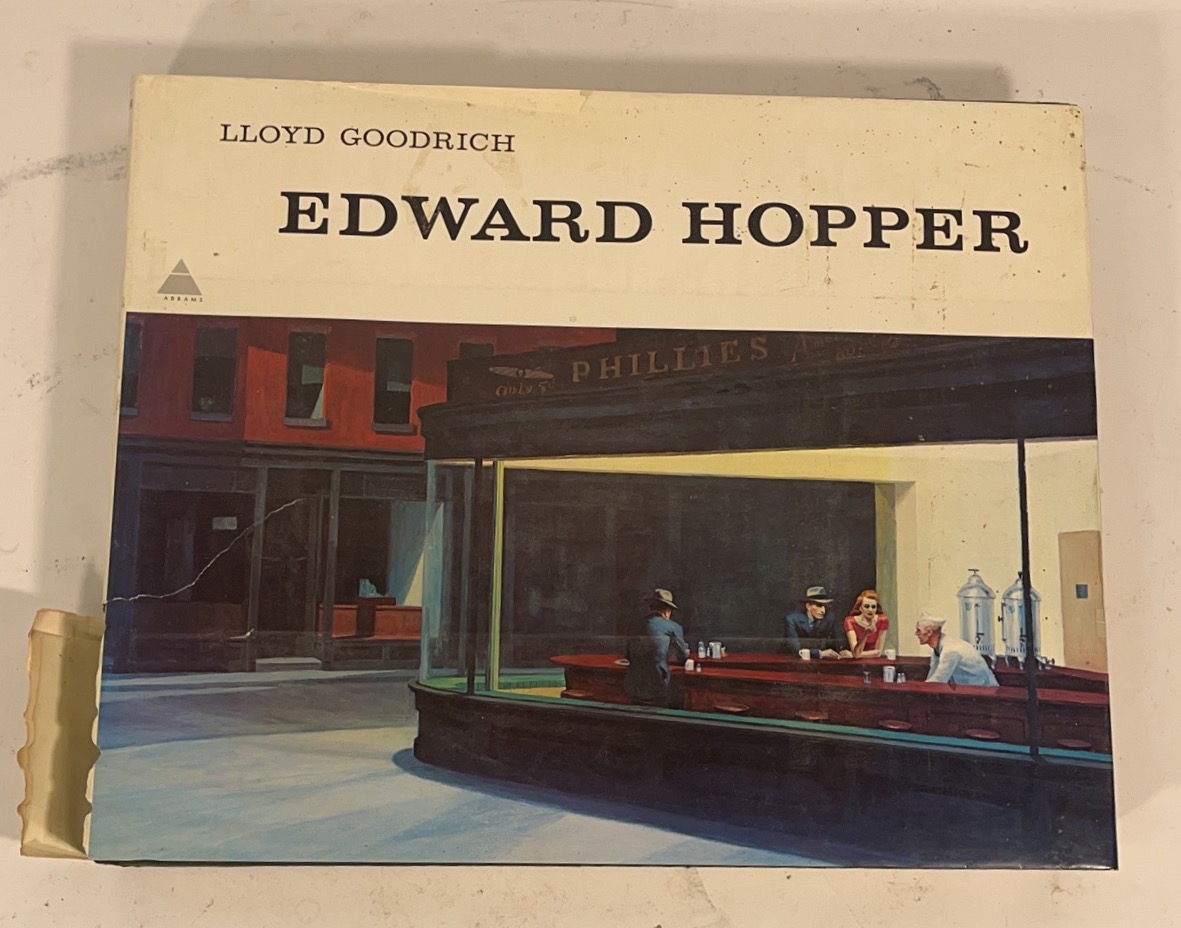 LLOYD GOODRICH
EDWARD HOPPER
ABRAMS
PHILLIES
ONLY 5¢